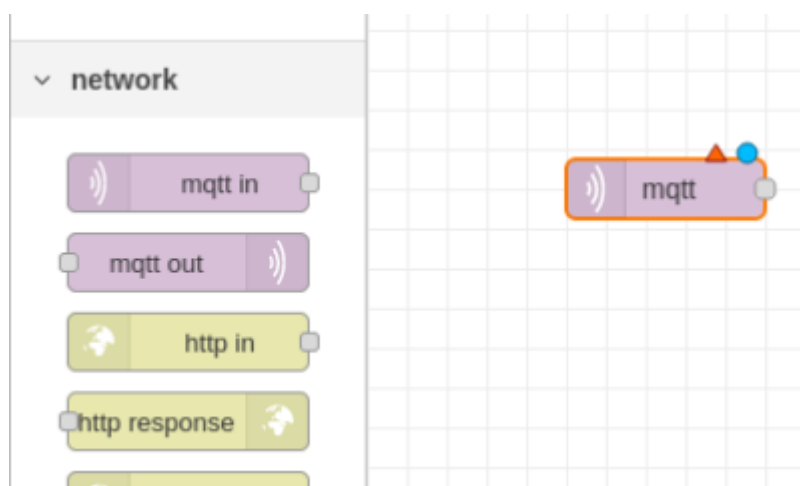 network
mqtt in
mqtt
mqtt out
http in
http response